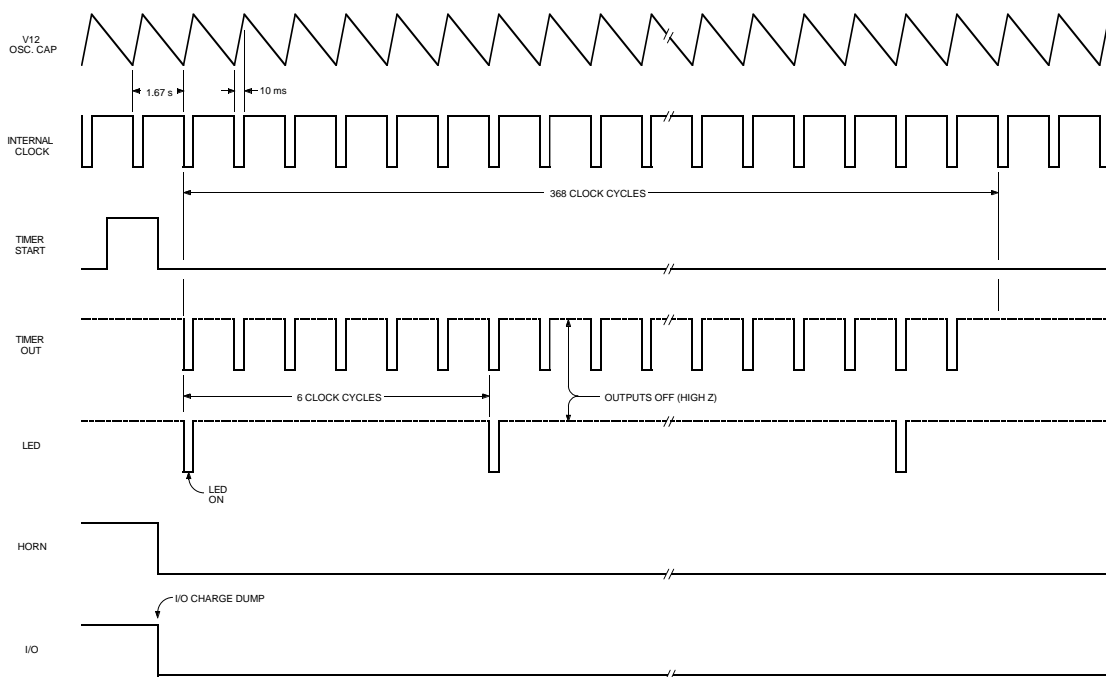 V12
OSC. CAP
1.67 s
10 ms
INTERNAL
CLOCK
368 CLOCK CYCLES
TIMER
START
TIMER
OUT
6 CLOCK CYCLES
OUTPUTS OFF (HIGH Z)
LED
LED
ON
HORN
I/O CHARGE DUMP
I/O